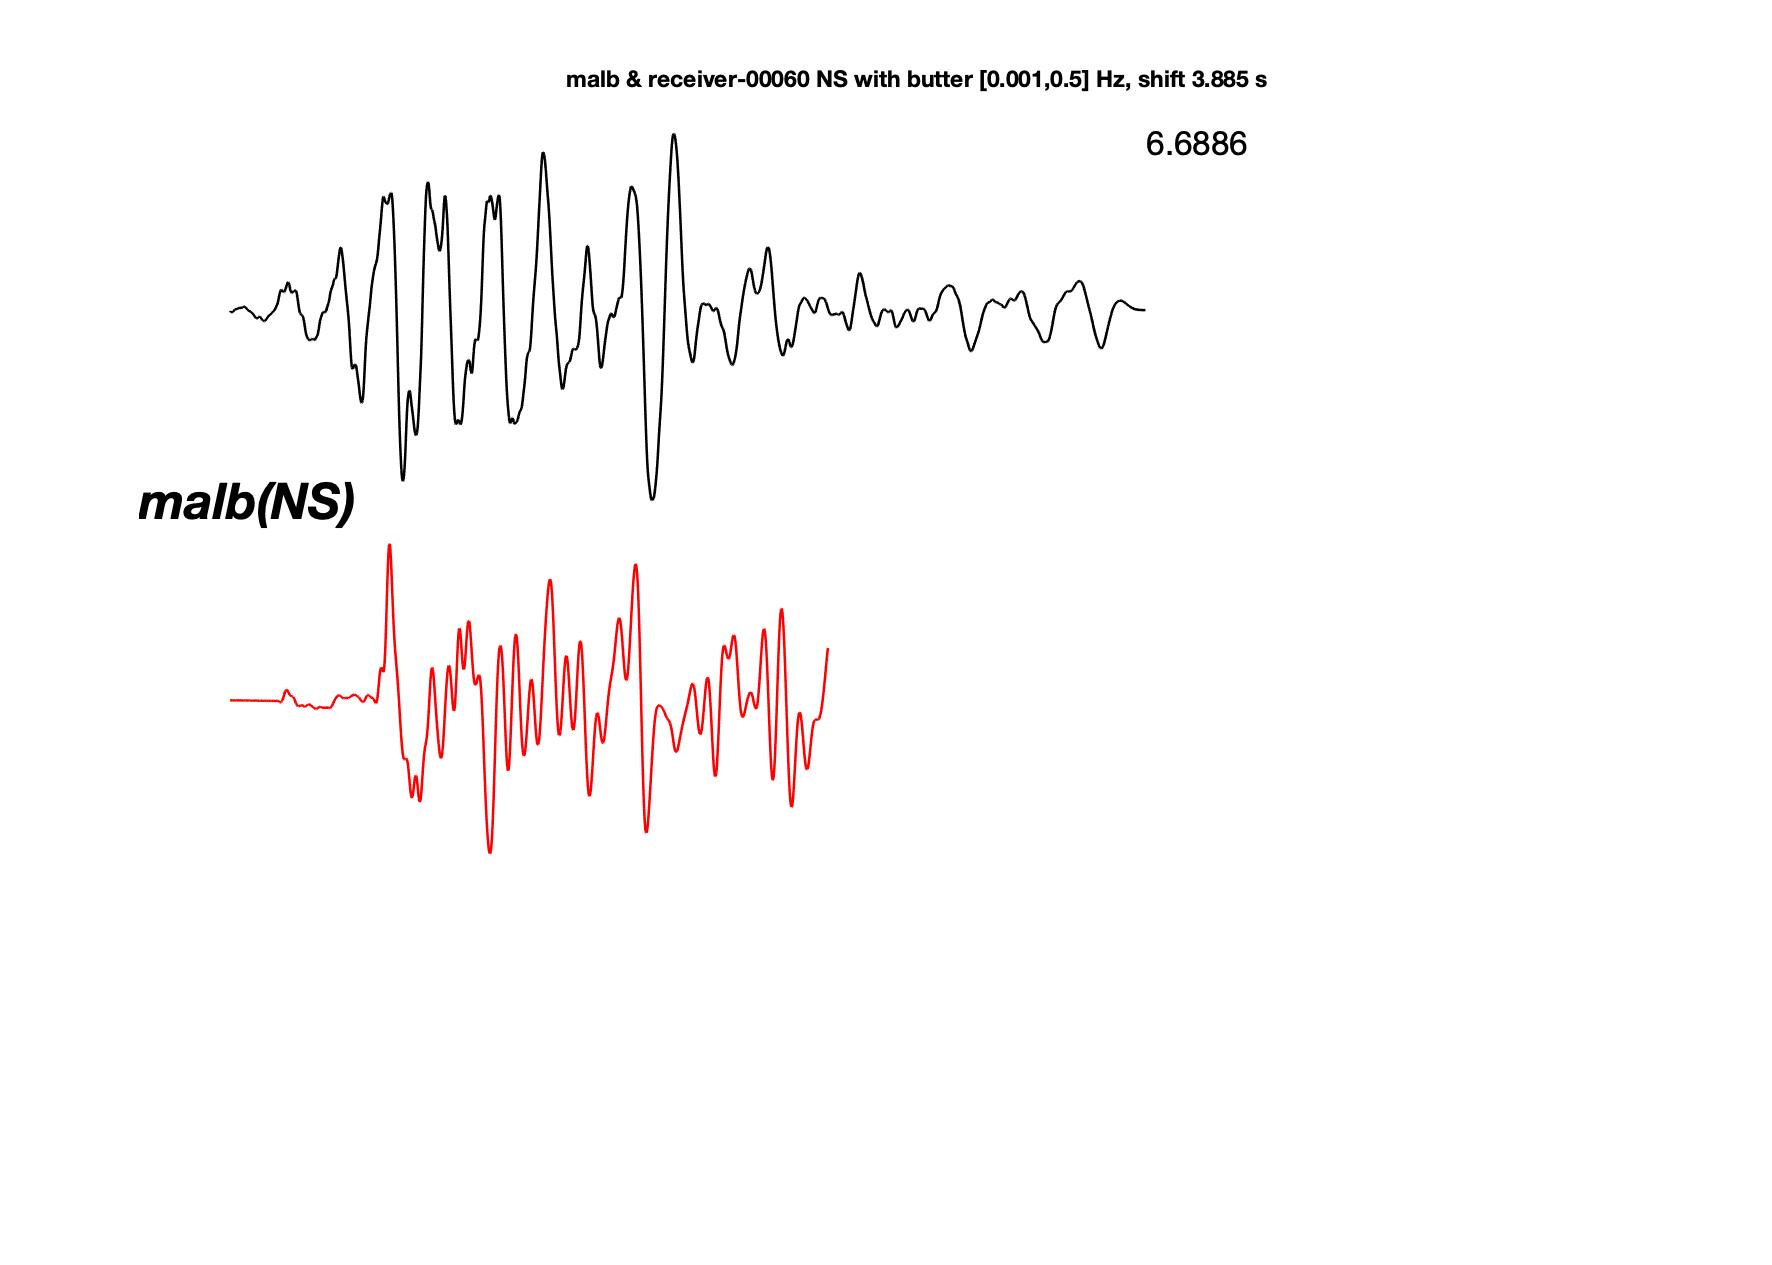 malb & receiver-00060 NS with butter [0.001,0.5] Hz, shift 3.885 s
6.6886
malb(NS)